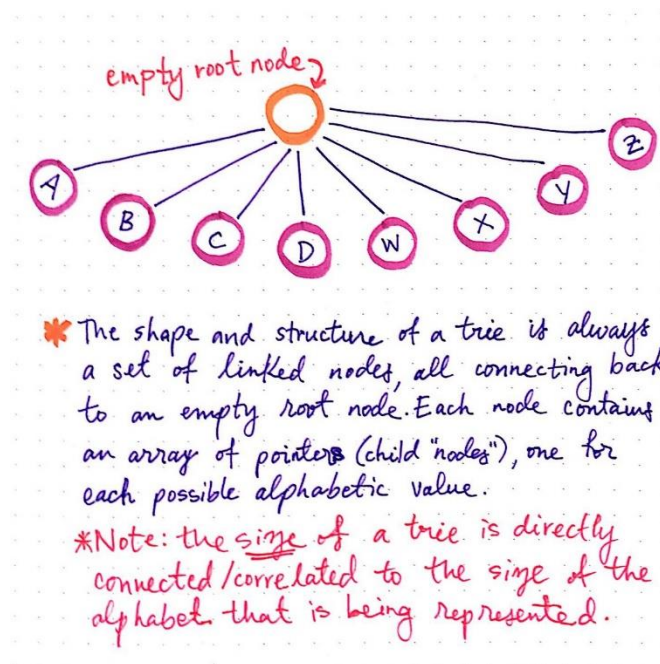 empty root node
A
B
C
D
W
X
Y
Z
* The shape and structure of a trie is always
a set of linked nodes, all connecting back
to an empty root node. Each node contains
an array of pointers (child "nodes"), one for
each possible alphabetic value.
*Note: the size of a trie is directly
connected/correlated to the size of the
alphabet that is being represented.